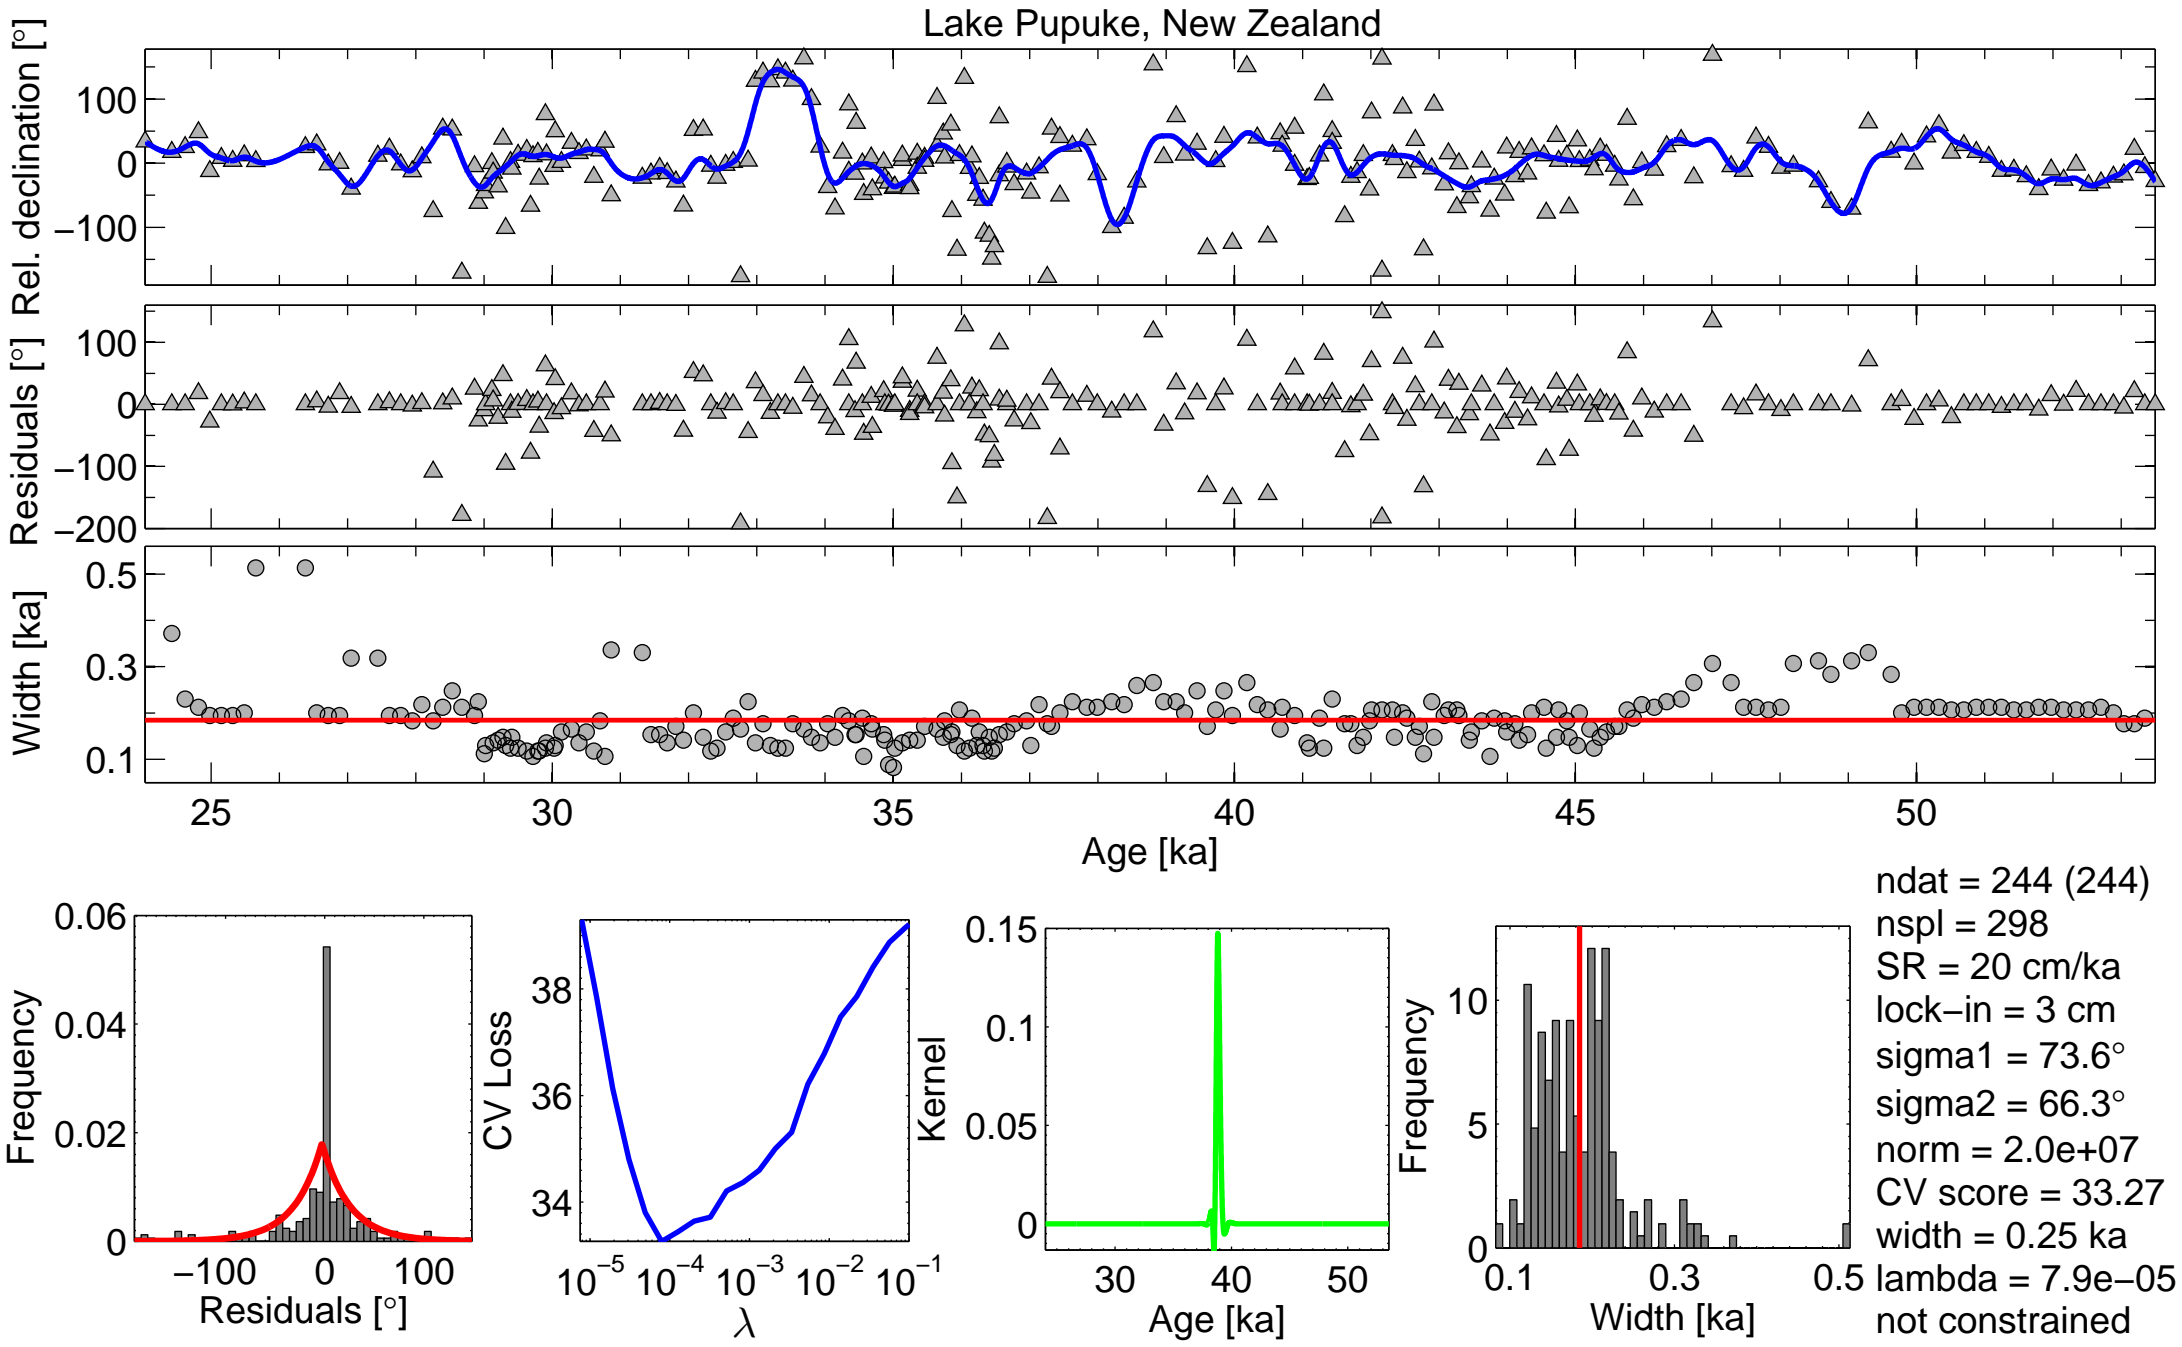 Lake Pupuke, New Zealand
Rel. declination [°]
100
0
−100
Residuals [°]
100
0
−100
−200
Width [ka]
0.5
0.3
0.1
25 30 35 40 45 50
Age [ka]
Frequency
0.06
0.04
0.02
0
−100 0 100
Residuals [°]
CV Loss
38
36
34
10−5 10−4 10−3 10−2 10−1
λ
Kernel
0.15
0.1
0.05
0
30 40 50
Age [ka]
Frequency
10
5
0
0.1 0.3 0.5
Width [ka]
ndat = 244 (244)
nspl = 298
SR = 20 cm/ka
lock−in = 3 cm
sigma1 = 73.6°
sigma2 = 66.3°
norm = 2.0e+07
CV score = 33.27
width = 0.25 ka
lambda = 7.9e−05
not constrained